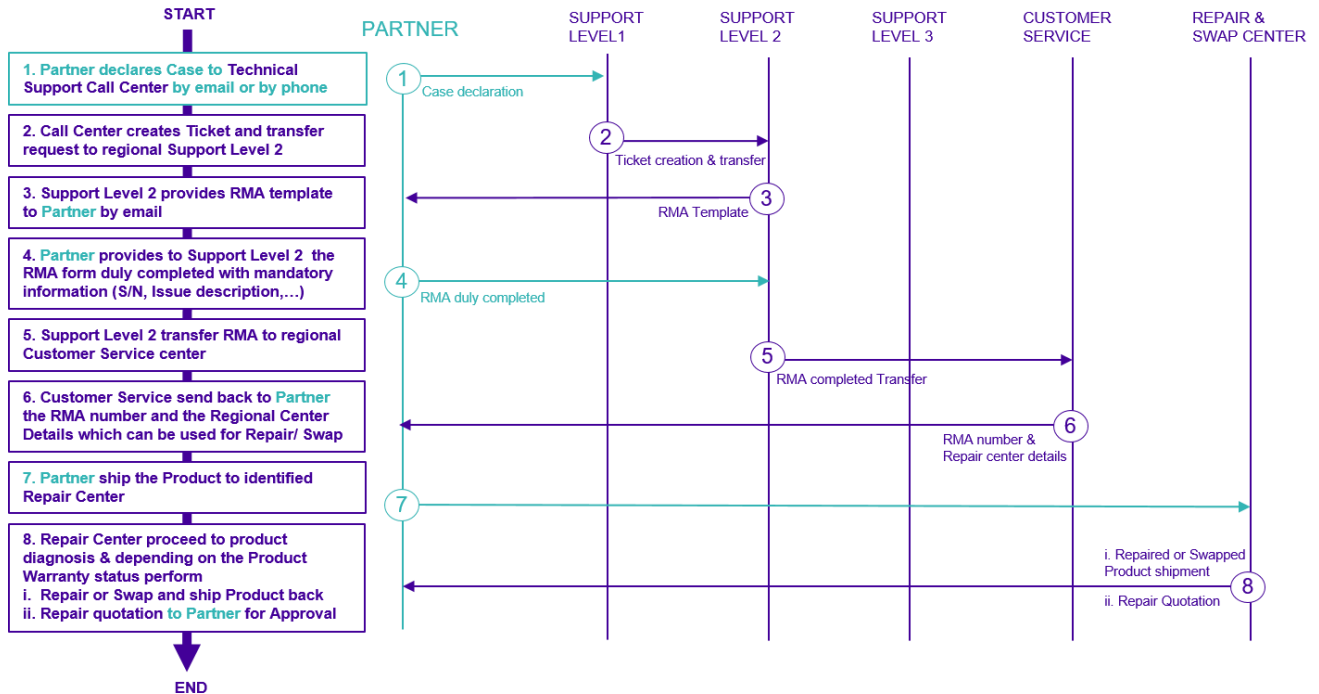 START
PARTNER
SUPPORT
LEVEL1
SUPPORT
LEVEL 2
SUPPORT
LEVEL 3
CUSTOMER
SERVICE
REPAIR &
SWAP CENTER
1. Partner declares Case to Technical
Support Call Center by email or by phone
1
Case declaration
2. Call Center creates Ticket and transfer
request to regional Support Level 2
2
Ticket creation & transfer
3. Support Level 2 provides RMA template
to Partner by email
3
RMA Template
4. Partner provides to Support Level 2 the
RMA form duly completed with mandatory
information (S/N, Issue description,…)
4
RMA duly completed
5. Support Level 2 transfer RMA to regional
Customer Service center
5
RMA completed Transfer
6. Customer Service send back to Partner
the RMA number and the Regional Center
Details which can be used for Repair/ Swap
6
RMA number &
Repair center details
7. Partner ship the Product to identified
Repair Center
7
8. Repair Center proceed to product
diagnosis & depending on the Product
Warranty status perform
i. Repair or Swap and ship Product back
ii. Repair quotation to Partner for Approval
i. Repaired or Swapped
Product shipment
8
ii. Repair Quotation
END